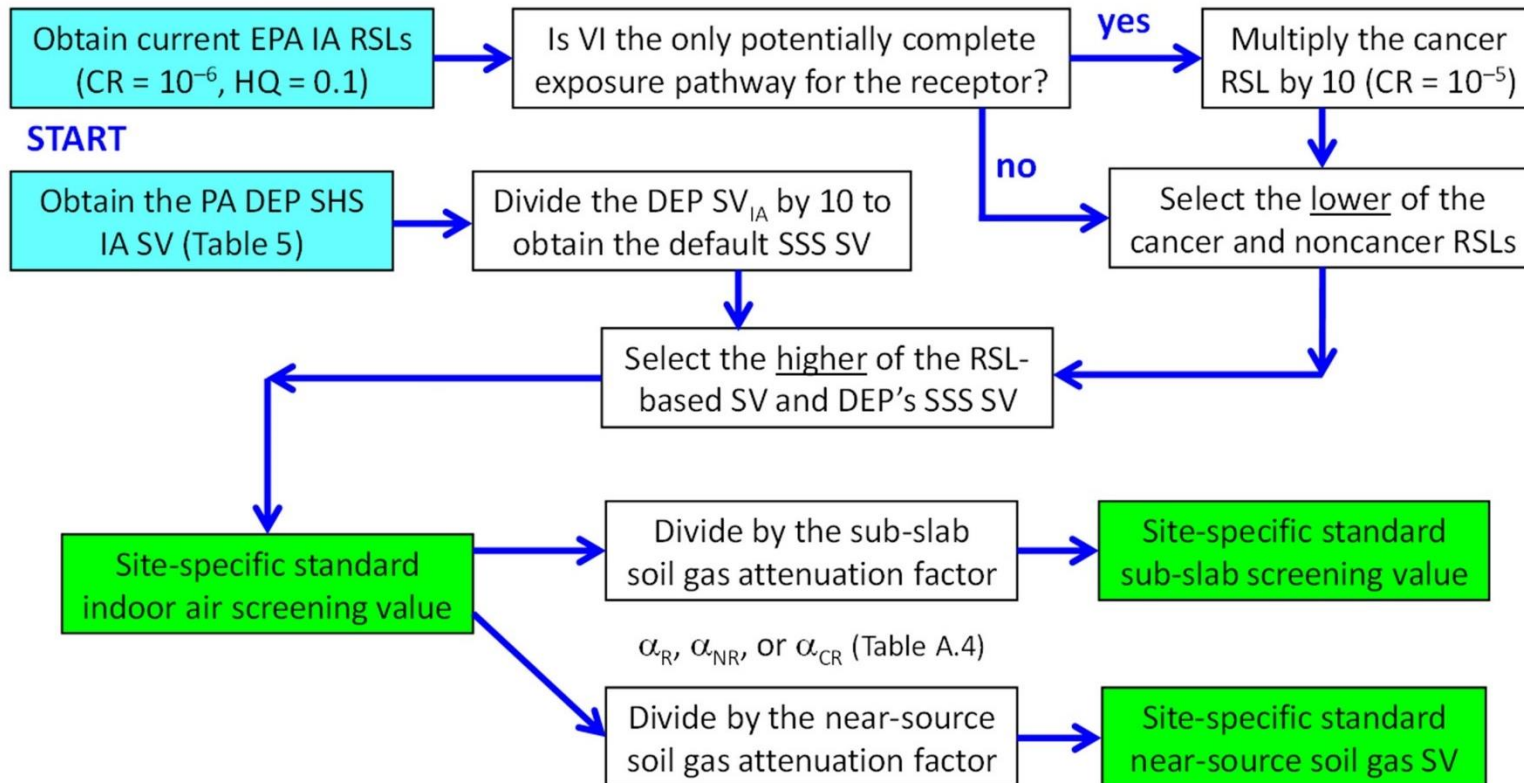 Obtain current EPA IA RSLs
(CR = 10⁻⁶, HQ = 0.1)
Is VI the only potentially complete
exposure pathway for the receptor?
yes
Multiply the cancer
RSL by 10 (CR = 10⁻⁵)
START
no
Obtain the PA DEP SHS
IA SV (Table 5)
Divide the DEP SV_IA by 10 to
obtain the default SSS SV
Select the lower of the
cancer and noncancer RSLs
Select the higher of the RSL-
based SV and DEP’s SSS SV
Site-specific standard
indoor air screening value
Divide by the sub-slab
soil gas attenuation factor
Site-specific standard
sub-slab screening value
α_R, α_NR, or α_CR (Table A.4)
Divide by the near-source
soil gas attenuation factor
Site-specific standard
near-source soil gas SV